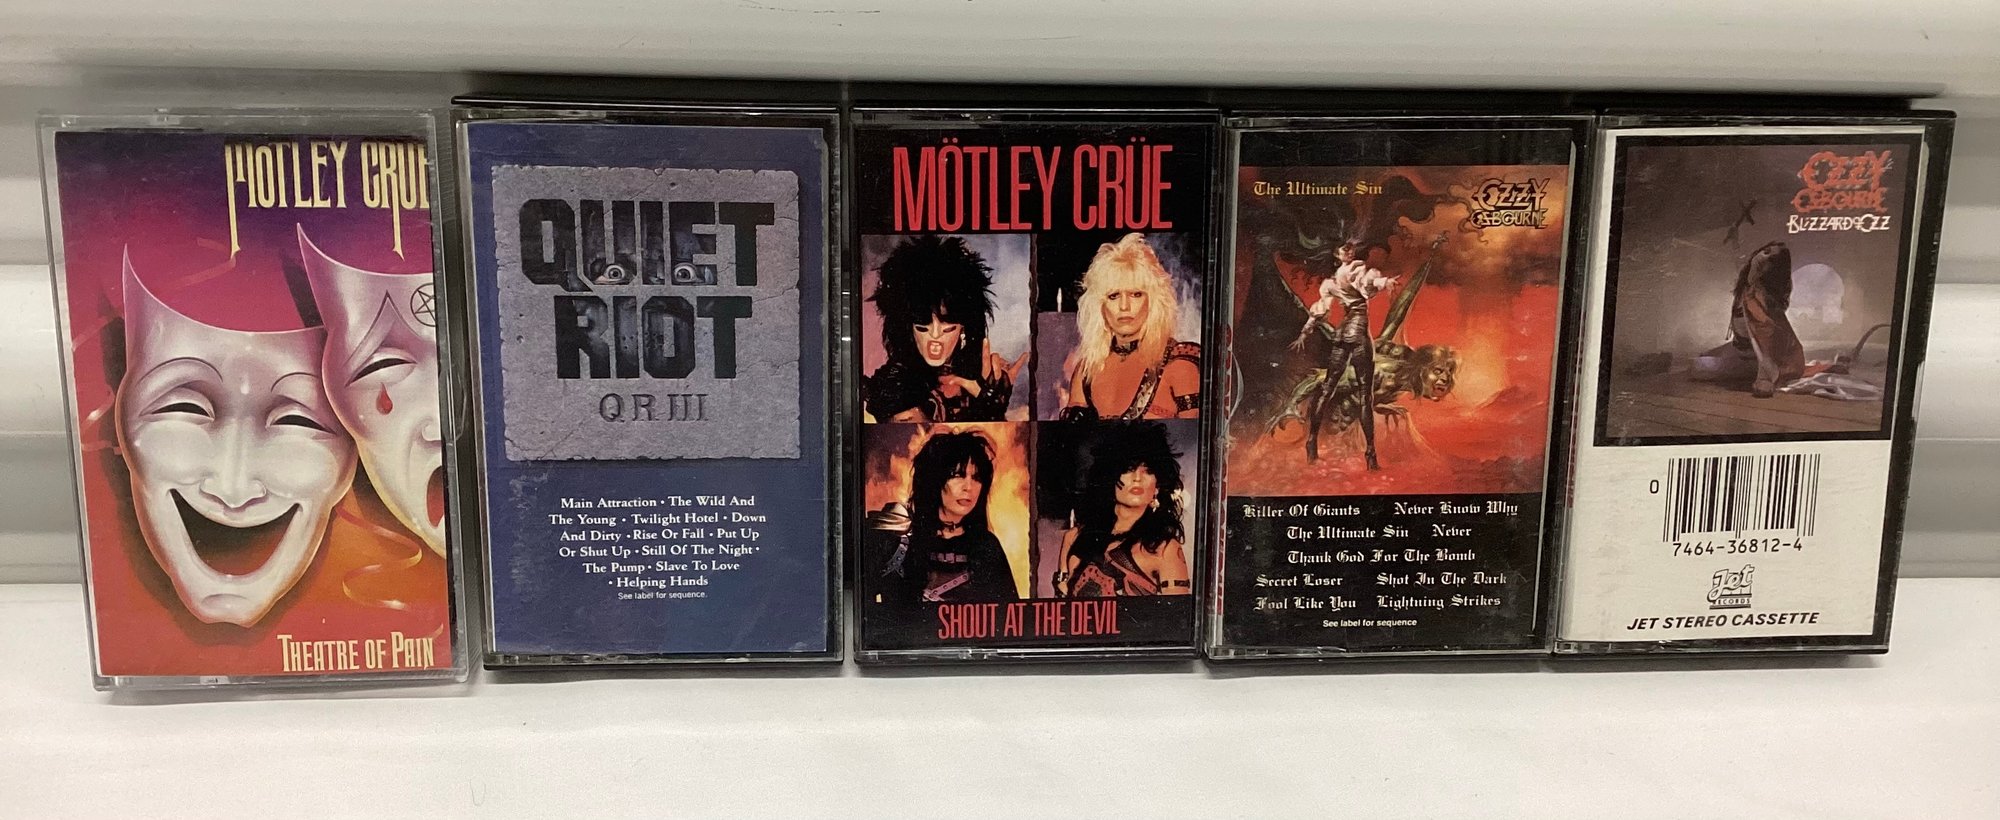 MÖTLEY CRÜE
THEATRE OF PAIN
QUIET
RIOT
QR III
Main Attraction • The Wild And
The Young • Twilight Hotel • Down
And Dirty • Rise Or Fall • Put Up
Or Shut Up • Still Of The Night •
The Pump • Slave To Love
• Helping Hands
See label for sequence.
MÖTLEY CRÜE
SHOUT AT THE DEVIL
The Ultimate Sin
OZZY
OSBOURNE
Killer Of Giants Never Know Why
The Ultimate Sin Never
Thank God For The Bomb
Secret Loser Shot In The Dark
Fool Like You Lightning Strikes
See label for sequence
OZZY
OSBOURNE
BLIZZARD OF OZZ
0
7464-36812-4
Jet
RECORDS
JET STEREO CASSETTE